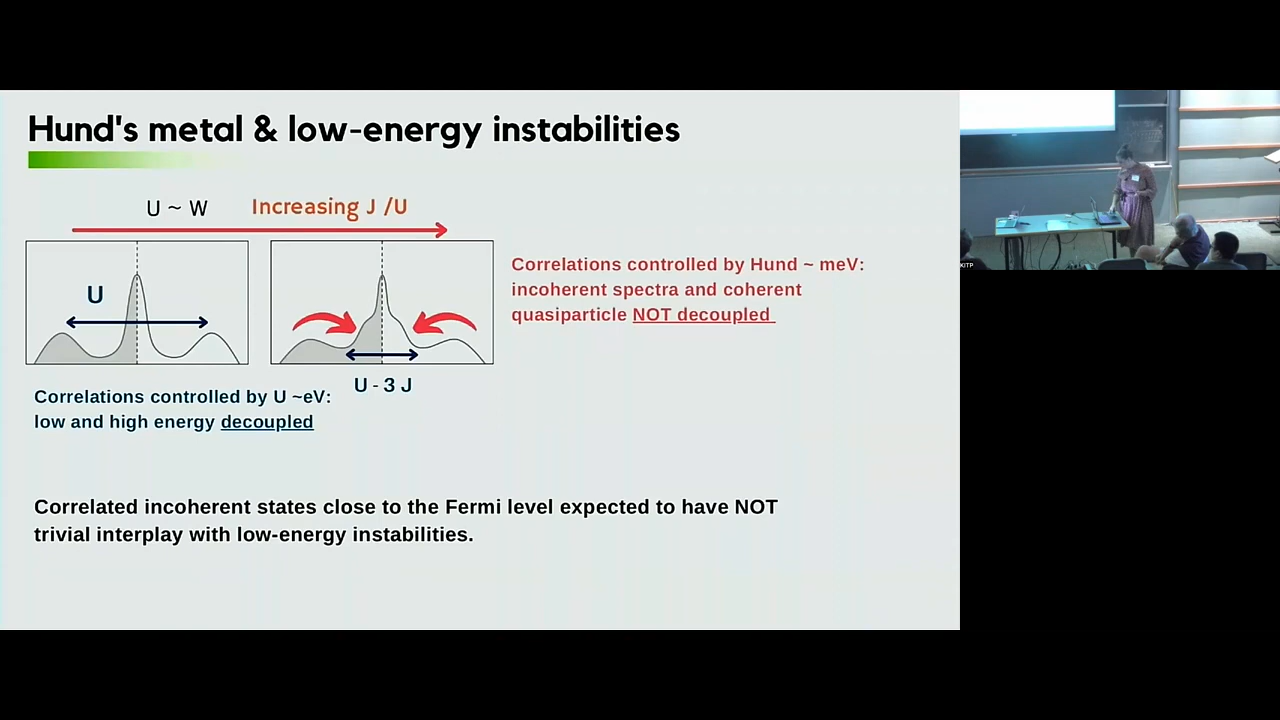 Hund's metal & low-energy instabilities
U ~ W
Increasing J /U
U
U - 3 J
Correlations controlled by Hund ~ meV:
incoherent spectra and coherent
quasiparticle NOT decoupled
Correlations controlled by U ~eV:
low and high energy decoupled
Correlated incoherent states close to the Fermi level expected to have NOT
trivial interplay with low-energy instabilities.
KITP